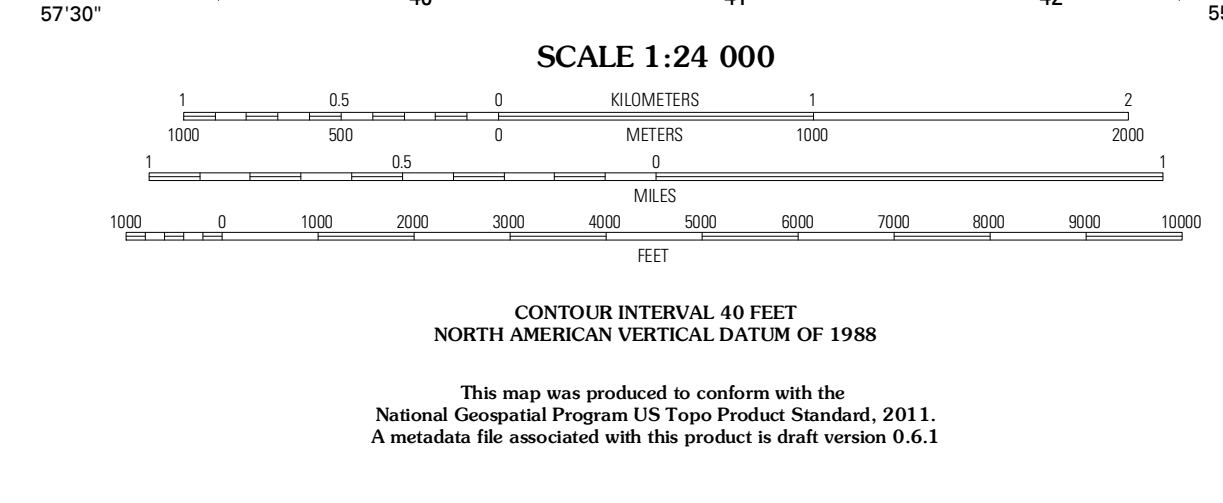 57'30"
SCALE 1:24 000
1 0.5 0 KILOMETERS 1 2
1000 500 0 METERS 1000 2000
1 0.5 0 1
MILES
1000 0 1000 2000 3000 4000 5000 6000 7000 8000 9000 10000
FEET
CONTOUR INTERVAL 40 FEET
NORTH AMERICAN VERTICAL DATUM OF 1988
This map was produced to conform with the
National Geospatial Program US Topo Product Standard, 2011.
A metadata file associated with this product is draft version 0.6.1